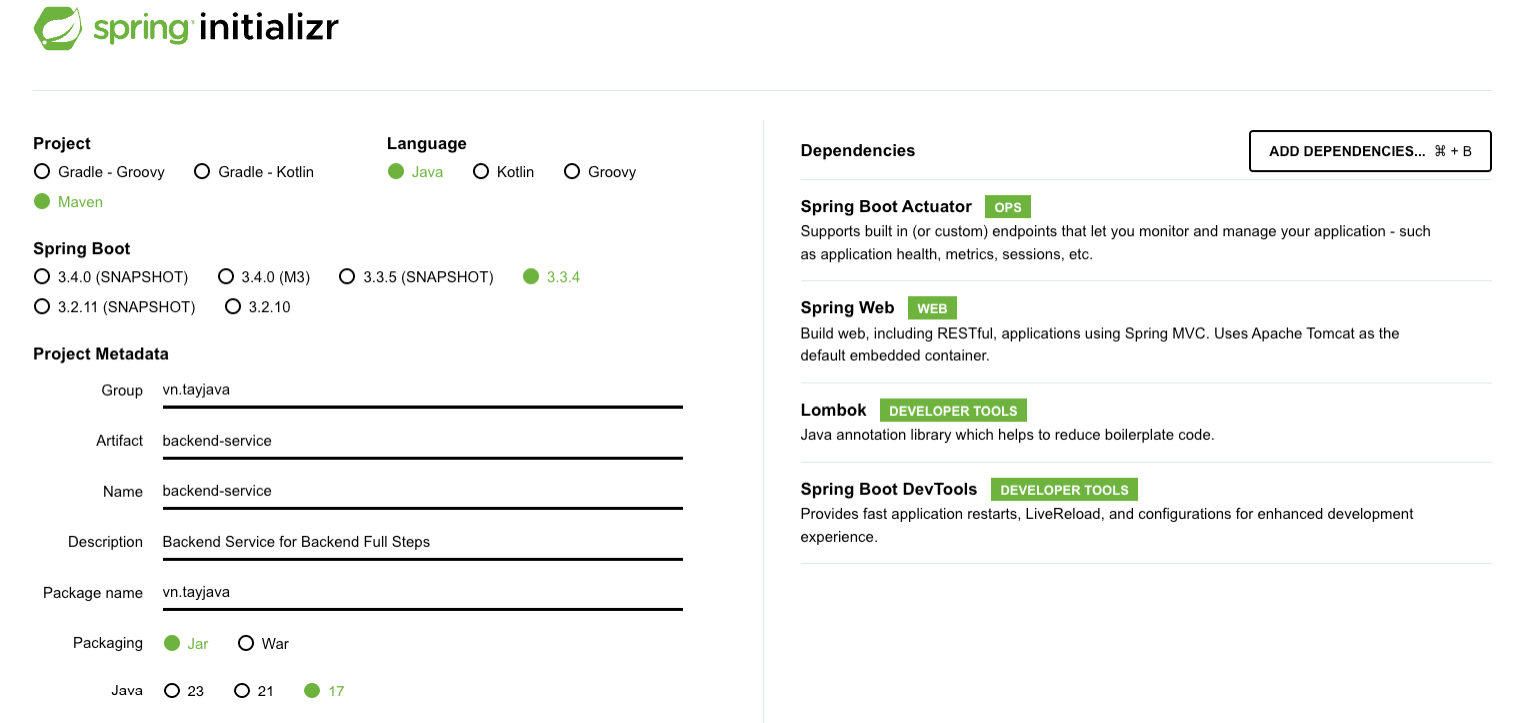 spring initializr
Project
Gradle - Groovy Gradle - Kotlin
Maven
Language
Java Kotlin Groovy
Spring Boot
3.4.0 (SNAPSHOT) 3.4.0 (M3) 3.3.5 (SNAPSHOT) 3.3.4
3.2.11 (SNAPSHOT) 3.2.10
Project Metadata
Group vn.tayjava
Artifact backend-service
Name backend-service
Description Backend Service for Backend Full Steps
Package name vn.tayjava
Packaging Jar War
Java 23 21 17
Dependencies ADD DEPENDENCIES... ⌘ + B
Spring Boot Actuator OPS
Supports built in (or custom) endpoints that let you monitor and manage your application - such
as application health, metrics, sessions, etc.
Spring Web WEB
Build web, including RESTful, applications using Spring MVC. Uses Apache Tomcat as the
default embedded container.
Lombok DEVELOPER TOOLS
Java annotation library which helps to reduce boilerplate code.
Spring Boot DevTools DEVELOPER TOOLS
Provides fast application restarts, LiveReload, and configurations for enhanced development
experience.